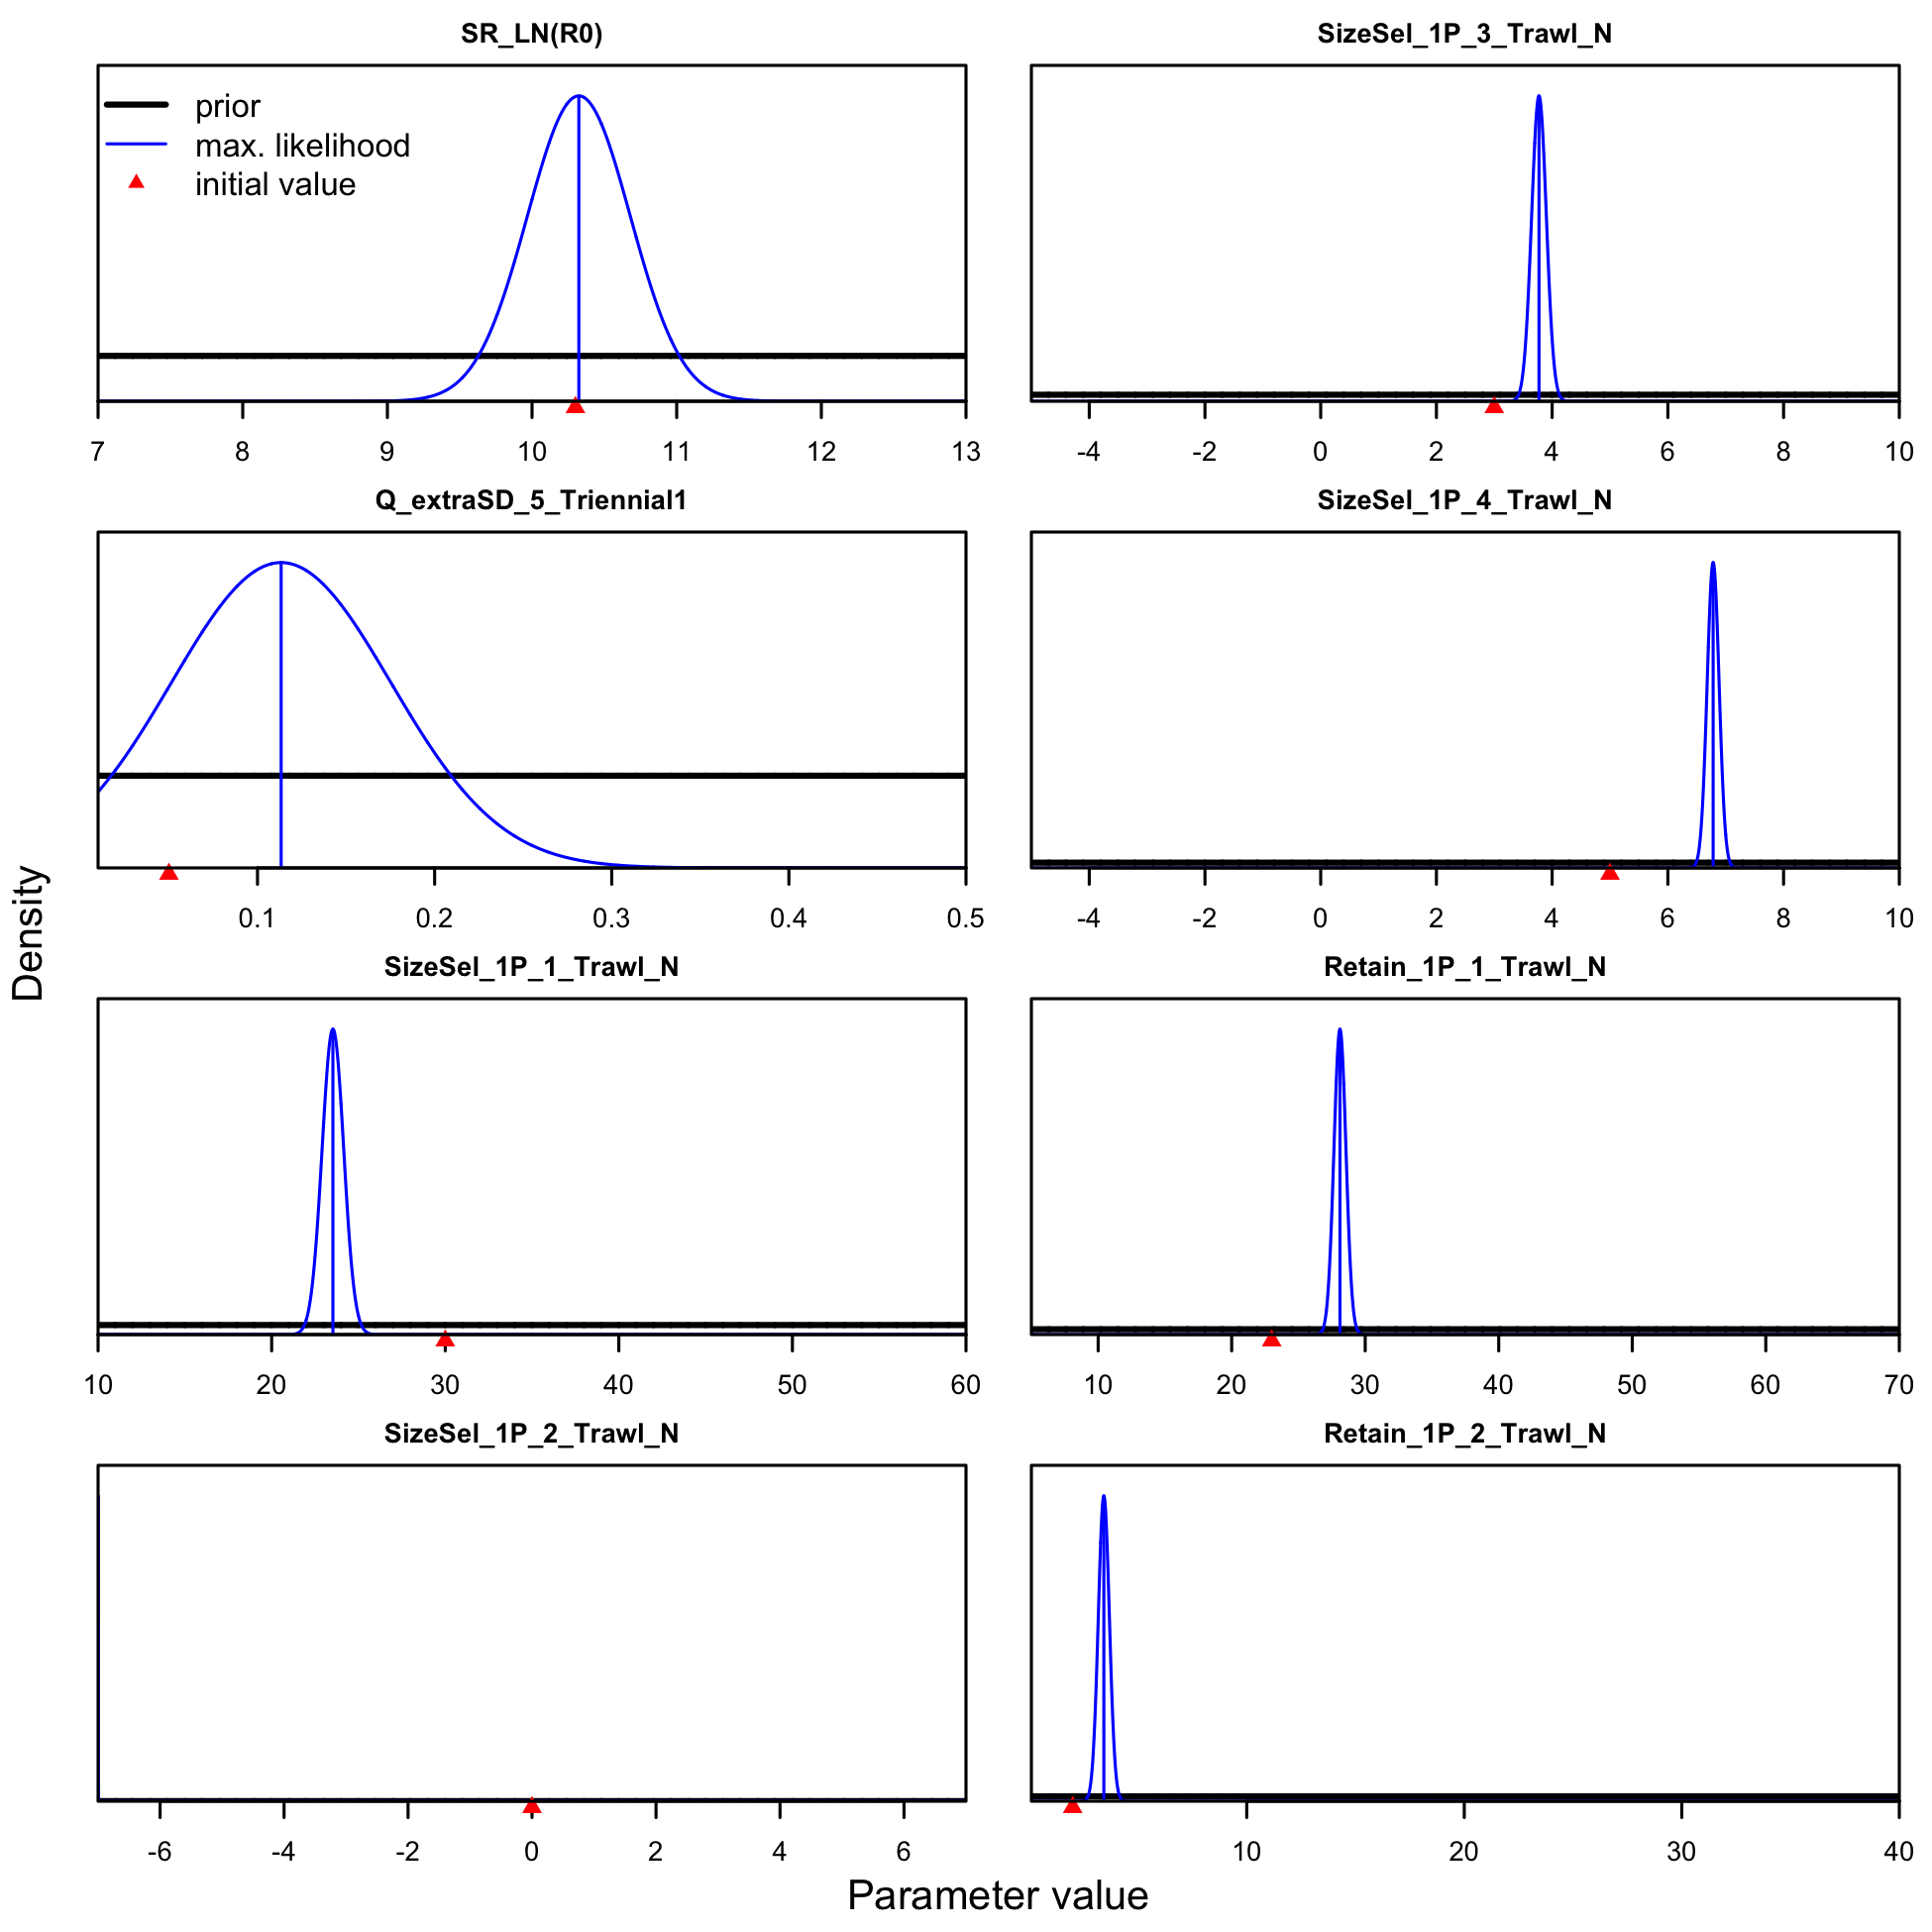 SR_LN(R0)
prior
max. likelihood
initial value
7 8 9 10 11 12 13
SizeSel_1P_3_Trawl_N
-4 -2 0 2 4 6 8 10
Q_extraSD_5_Triennial1
0.1 0.2 0.3 0.4 0.5
SizeSel_1P_4_Trawl_N
-4 -2 0 2 4 6 8 10
SizeSel_1P_1_Trawl_N
10 20 30 40 50 60
Retain_1P_1_Trawl_N
10 20 30 40 50 60 70
SizeSel_1P_2_Trawl_N
-6 -4 -2 0 2 4 6
Retain_1P_2_Trawl_N
10 20 30 40
Density
Parameter value